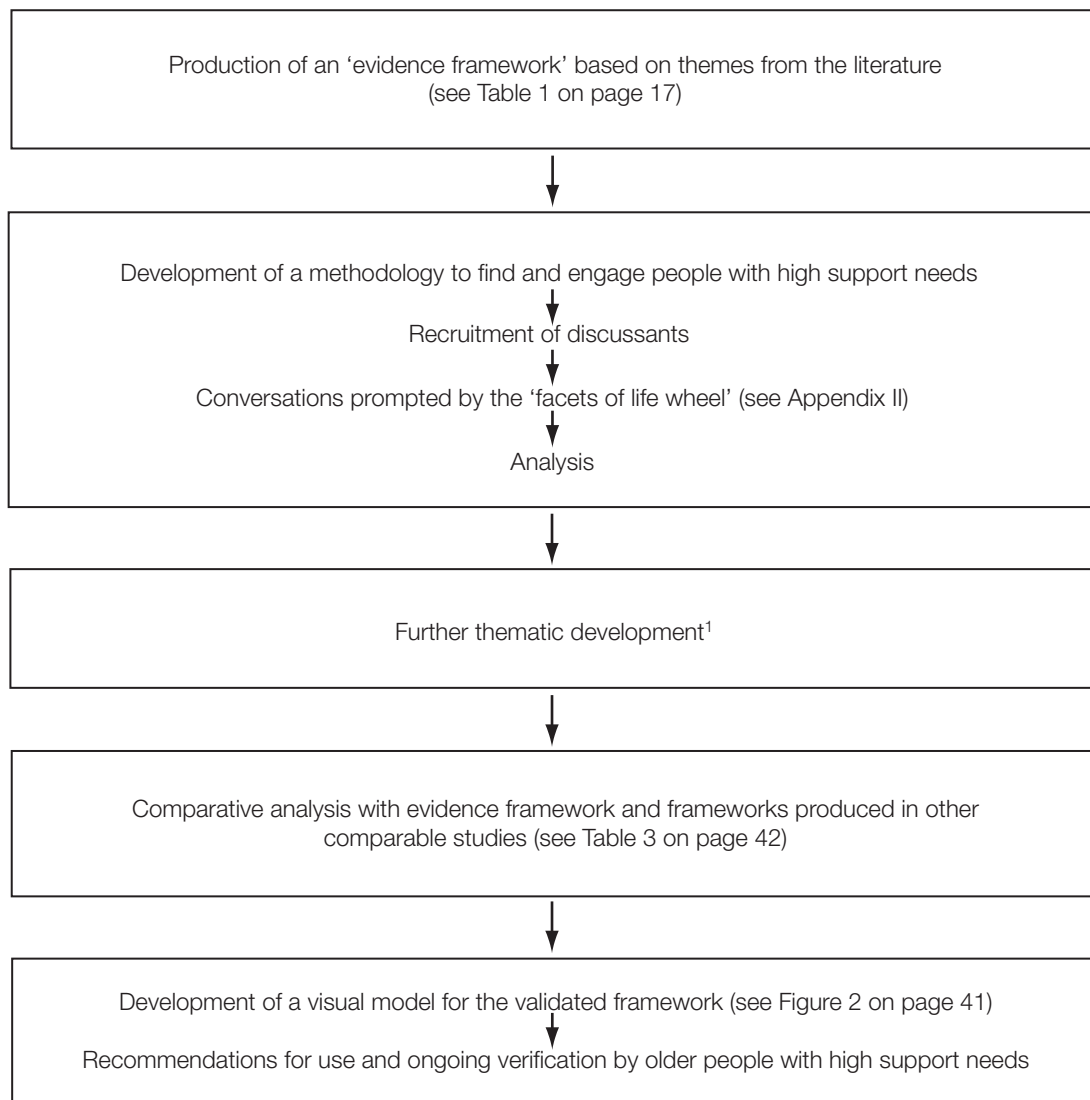 Production of an ‘evidence framework’ based on themes from the literature
(see Table 1 on page 17)
Development of a methodology to find and engage people with high support needs
Recruitment of discussants
Conversations prompted by the ‘facets of life wheel’ (see Appendix II)
Analysis
Further thematic development¹
Comparative analysis with evidence framework and frameworks produced in other
comparable studies (see Table 3 on page 42)
Development of a visual model for the validated framework (see Figure 2 on page 41)
Recommendations for use and ongoing verification by older people with high support needs